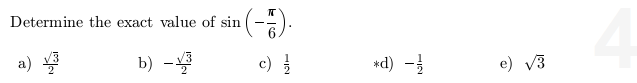 Determine the exact value of sin(−π/6).
a) √3/2 b) −√3/2 c) 1/2 *d) −1/2 e) √3
4